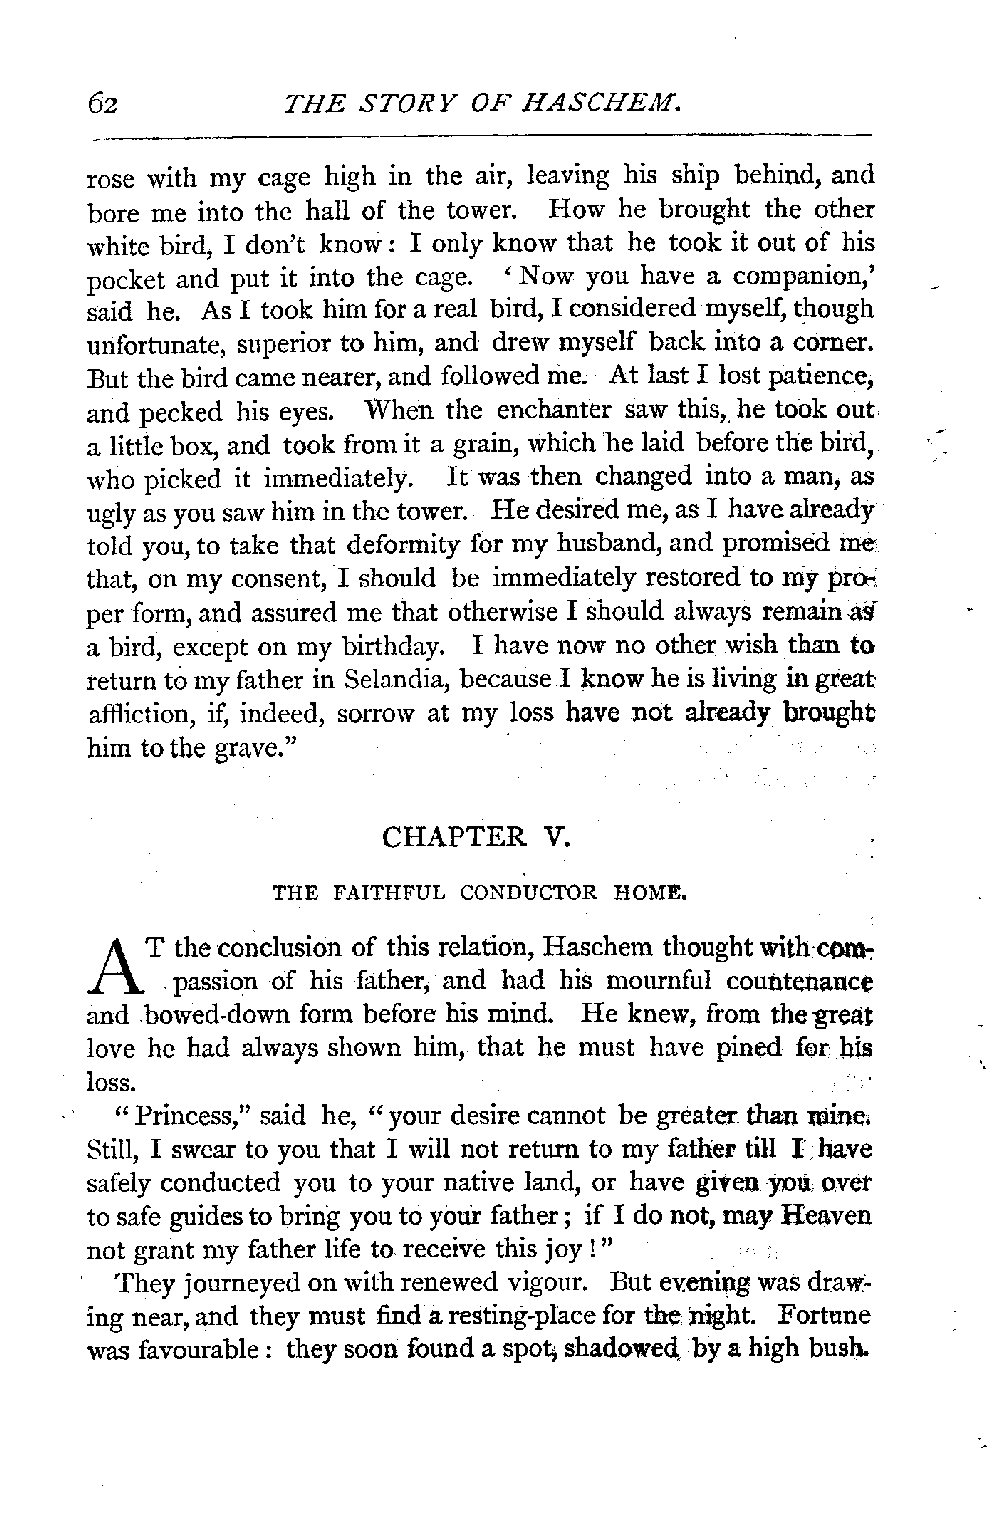 62 THE STORY OF HASCHEM.
rose with my cage high in the air, leaving his ship behind, and
bore me into the hall of the tower. How he brought the other
white bird, I don't know: I only know that he took it out of his
pocket and put it into the cage. ‘Now you have a companion,’
said he. As I took him for a real bird, I considered myself, though
unfortunate, superior to him, and drew myself back into a corner.
But the bird came nearer, and followed me. At last I lost patience,
and pecked his eyes. When the enchanter saw this, he took out
a little box, and took from it a grain, which he laid before the bird,
who picked it immediately. It was then changed into a man, as
ugly as you saw him in the tower. He desired me, as I have already
told you, to take that deformity for my husband, and promised me
that, on my consent, I should be immediately restored to my pro-
per form, and assured me that otherwise I should always remain as
a bird, except on my birthday. I have now no other wish than to
return to my father in Selandia, because I know he is living in great
affliction, if, indeed, sorrow at my loss have not already brought
him to the grave.”
CHAPTER V.
THE FAITHFUL CONDUCTOR HOME.
AT the conclusion of this relation, Haschem thought with com-
passion of his father, and had his mournful countenance
and bowed-down form before his mind. He knew, from the great
love he had always shown him, that he must have pined for his
loss.
“Princess,” said he, “your desire cannot be greater than mine.
Still, I swear to you that I will not return to my father till I have
safely conducted you to your native land, or have given you over
to safe guides to bring you to your father; if I do not, may Heaven
not grant my father life to receive this joy!”
They journeyed on with renewed vigour. But evening was draw-
ing near, and they must find a resting-place for the night. Fortune
was favourable: they soon found a spot, shadowed by a high bush.